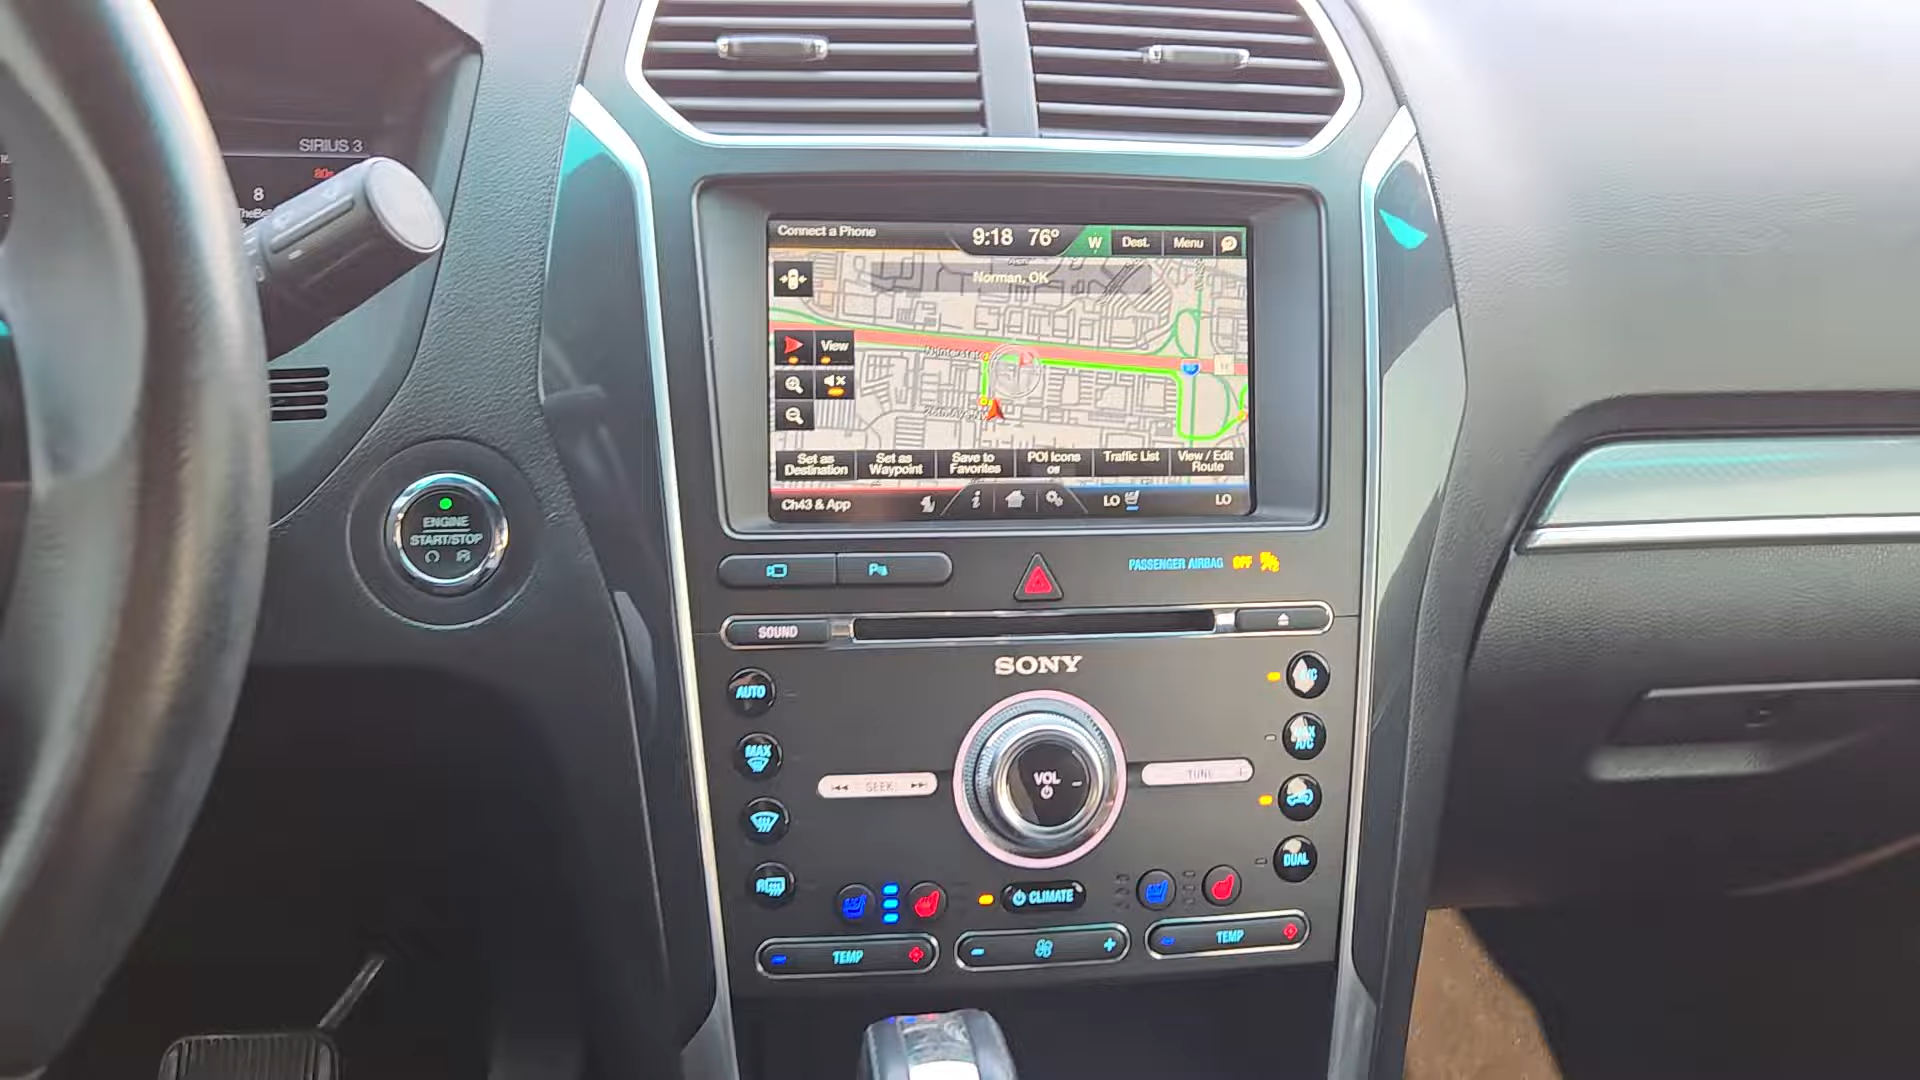 SIRIUS 3
80s
8
Connect a Phone
9:18 76°
W
Dest.
Menu
Norman, OK
View
Set as
Destination
Set as
Waypoint
Save to
Favorites
POI Icons
Traffic List
View / Edit
Route
Ch43 & App
LO
LO
ENGINE
START/STOP
PASSENGER AIRBAG OFF
SOUND
SONY
AUTO
A/C
MAX
MAX
A/C
SEEK
VOL
TUNE
R
DUAL
CLIMATE
TEMP
TEMP